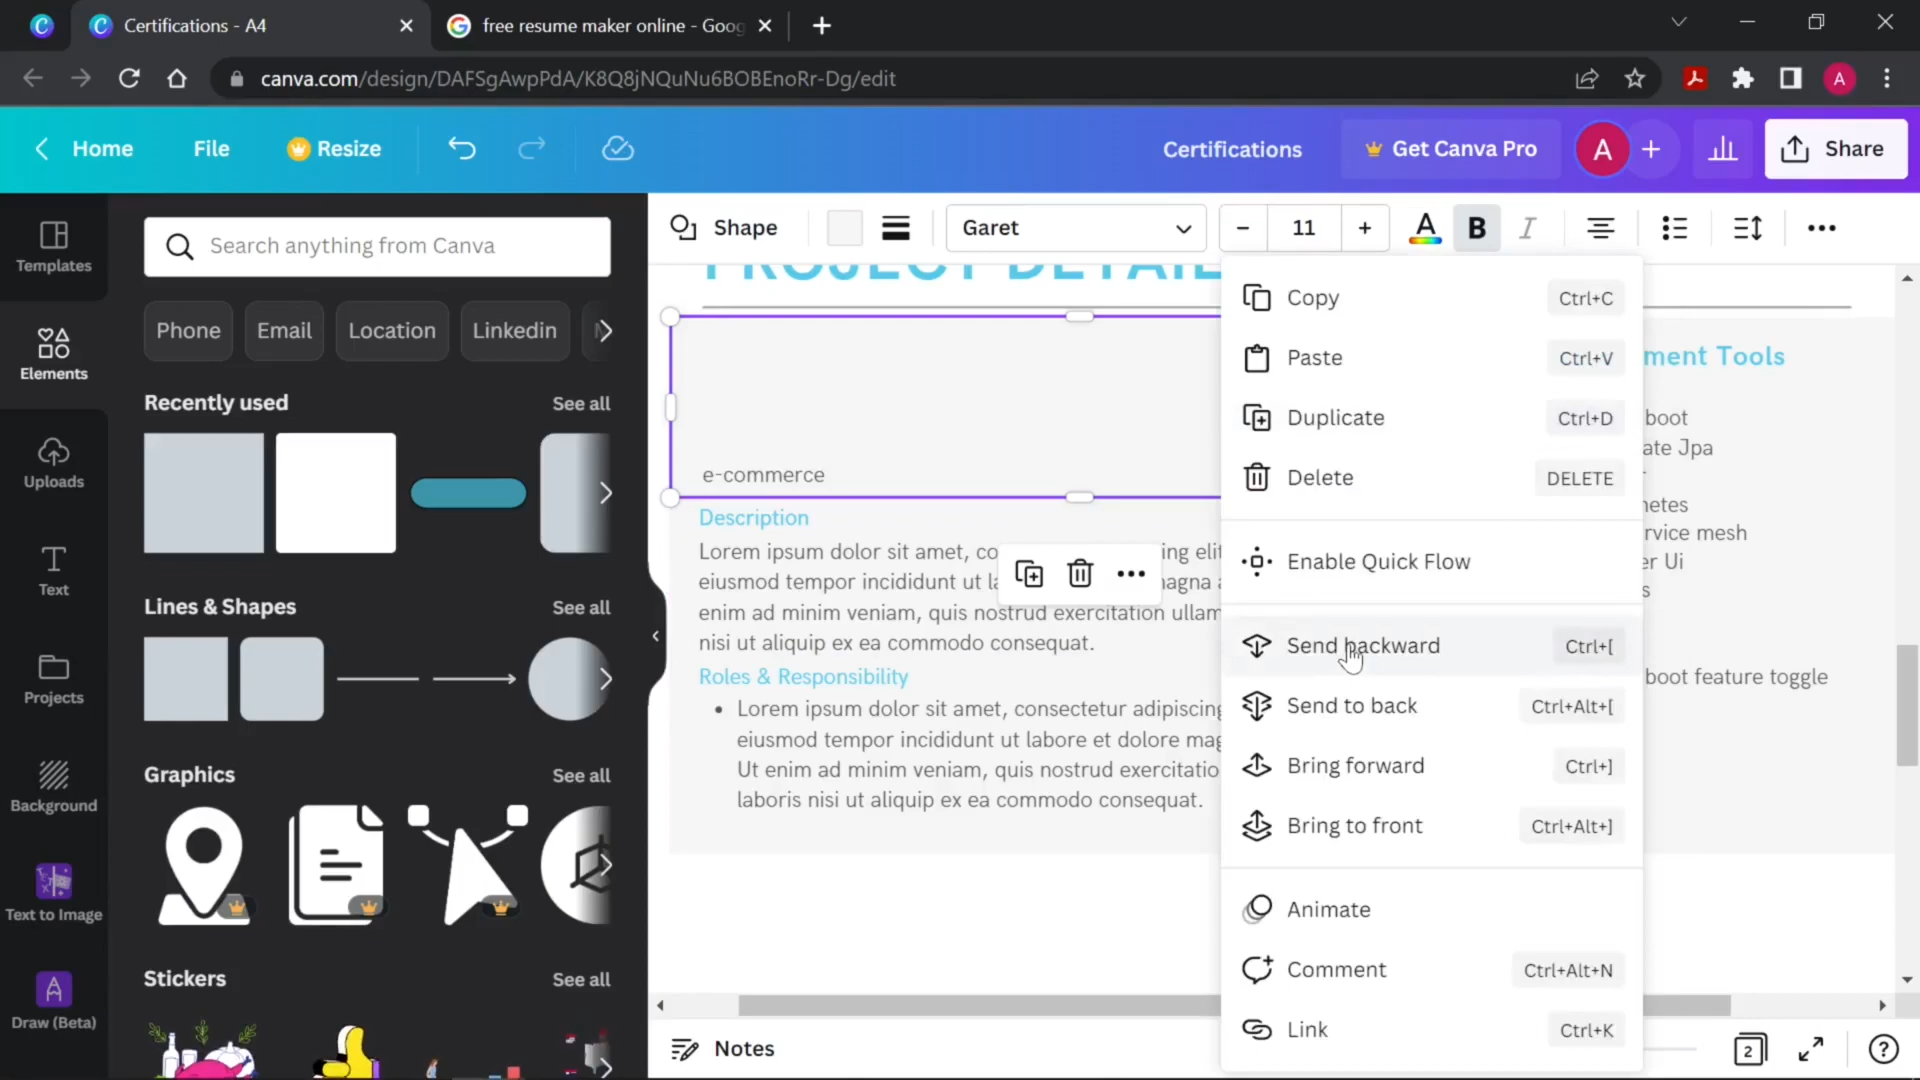 Certifications - A4
free resume maker online - Goog
canva.com/design/DAFSgAwpPdA/K8Q8jNQuNu6BOBEnoRr-Dg/edit
A
Home
File
Resize
Certifications
Get Canva Pro
A
Share
Templates
Elements
Uploads
Text
Projects
Background
Text to Image
Draw (Beta)
Search anything from Canva
Phone
Email
Location
Linkedin
Recently used
See all
Lines & Shapes
See all
Graphics
See all
Stickers
See all
Shape
Garet
11
A
B
I
PROJECT DETAIL
e-commerce
Description
Lorem ipsum dolor sit amet, co
ing elit
eiusmod tempor incididunt ut la
magna a
enim ad minim veniam, quis nostrud exercitation ullam
nisi ut aliquip ex ea commodo consequat.
Roles & Responsibility
• Lorem ipsum dolor sit amet, consectetur adipiscing
eiusmod tempor incididunt ut labore et dolore mag
Ut enim ad minim veniam, quis nostrud exercitatio
laboris nisi ut aliquip ex ea commodo consequat.
Copy Ctrl+C
Paste Ctrl+V
Duplicate Ctrl+D
Delete DELETE
Enable Quick Flow
Send backward Ctrl+[
Send to back Ctrl+Alt+[
Bring forward Ctrl+]
Bring to front Ctrl+Alt+]
Animate
Comment Ctrl+Alt+N
Link Ctrl+K
ment Tools
boot
ate Jpa
netes
rvice mesh
er Ui
s
boot feature toggle
Notes
2
?